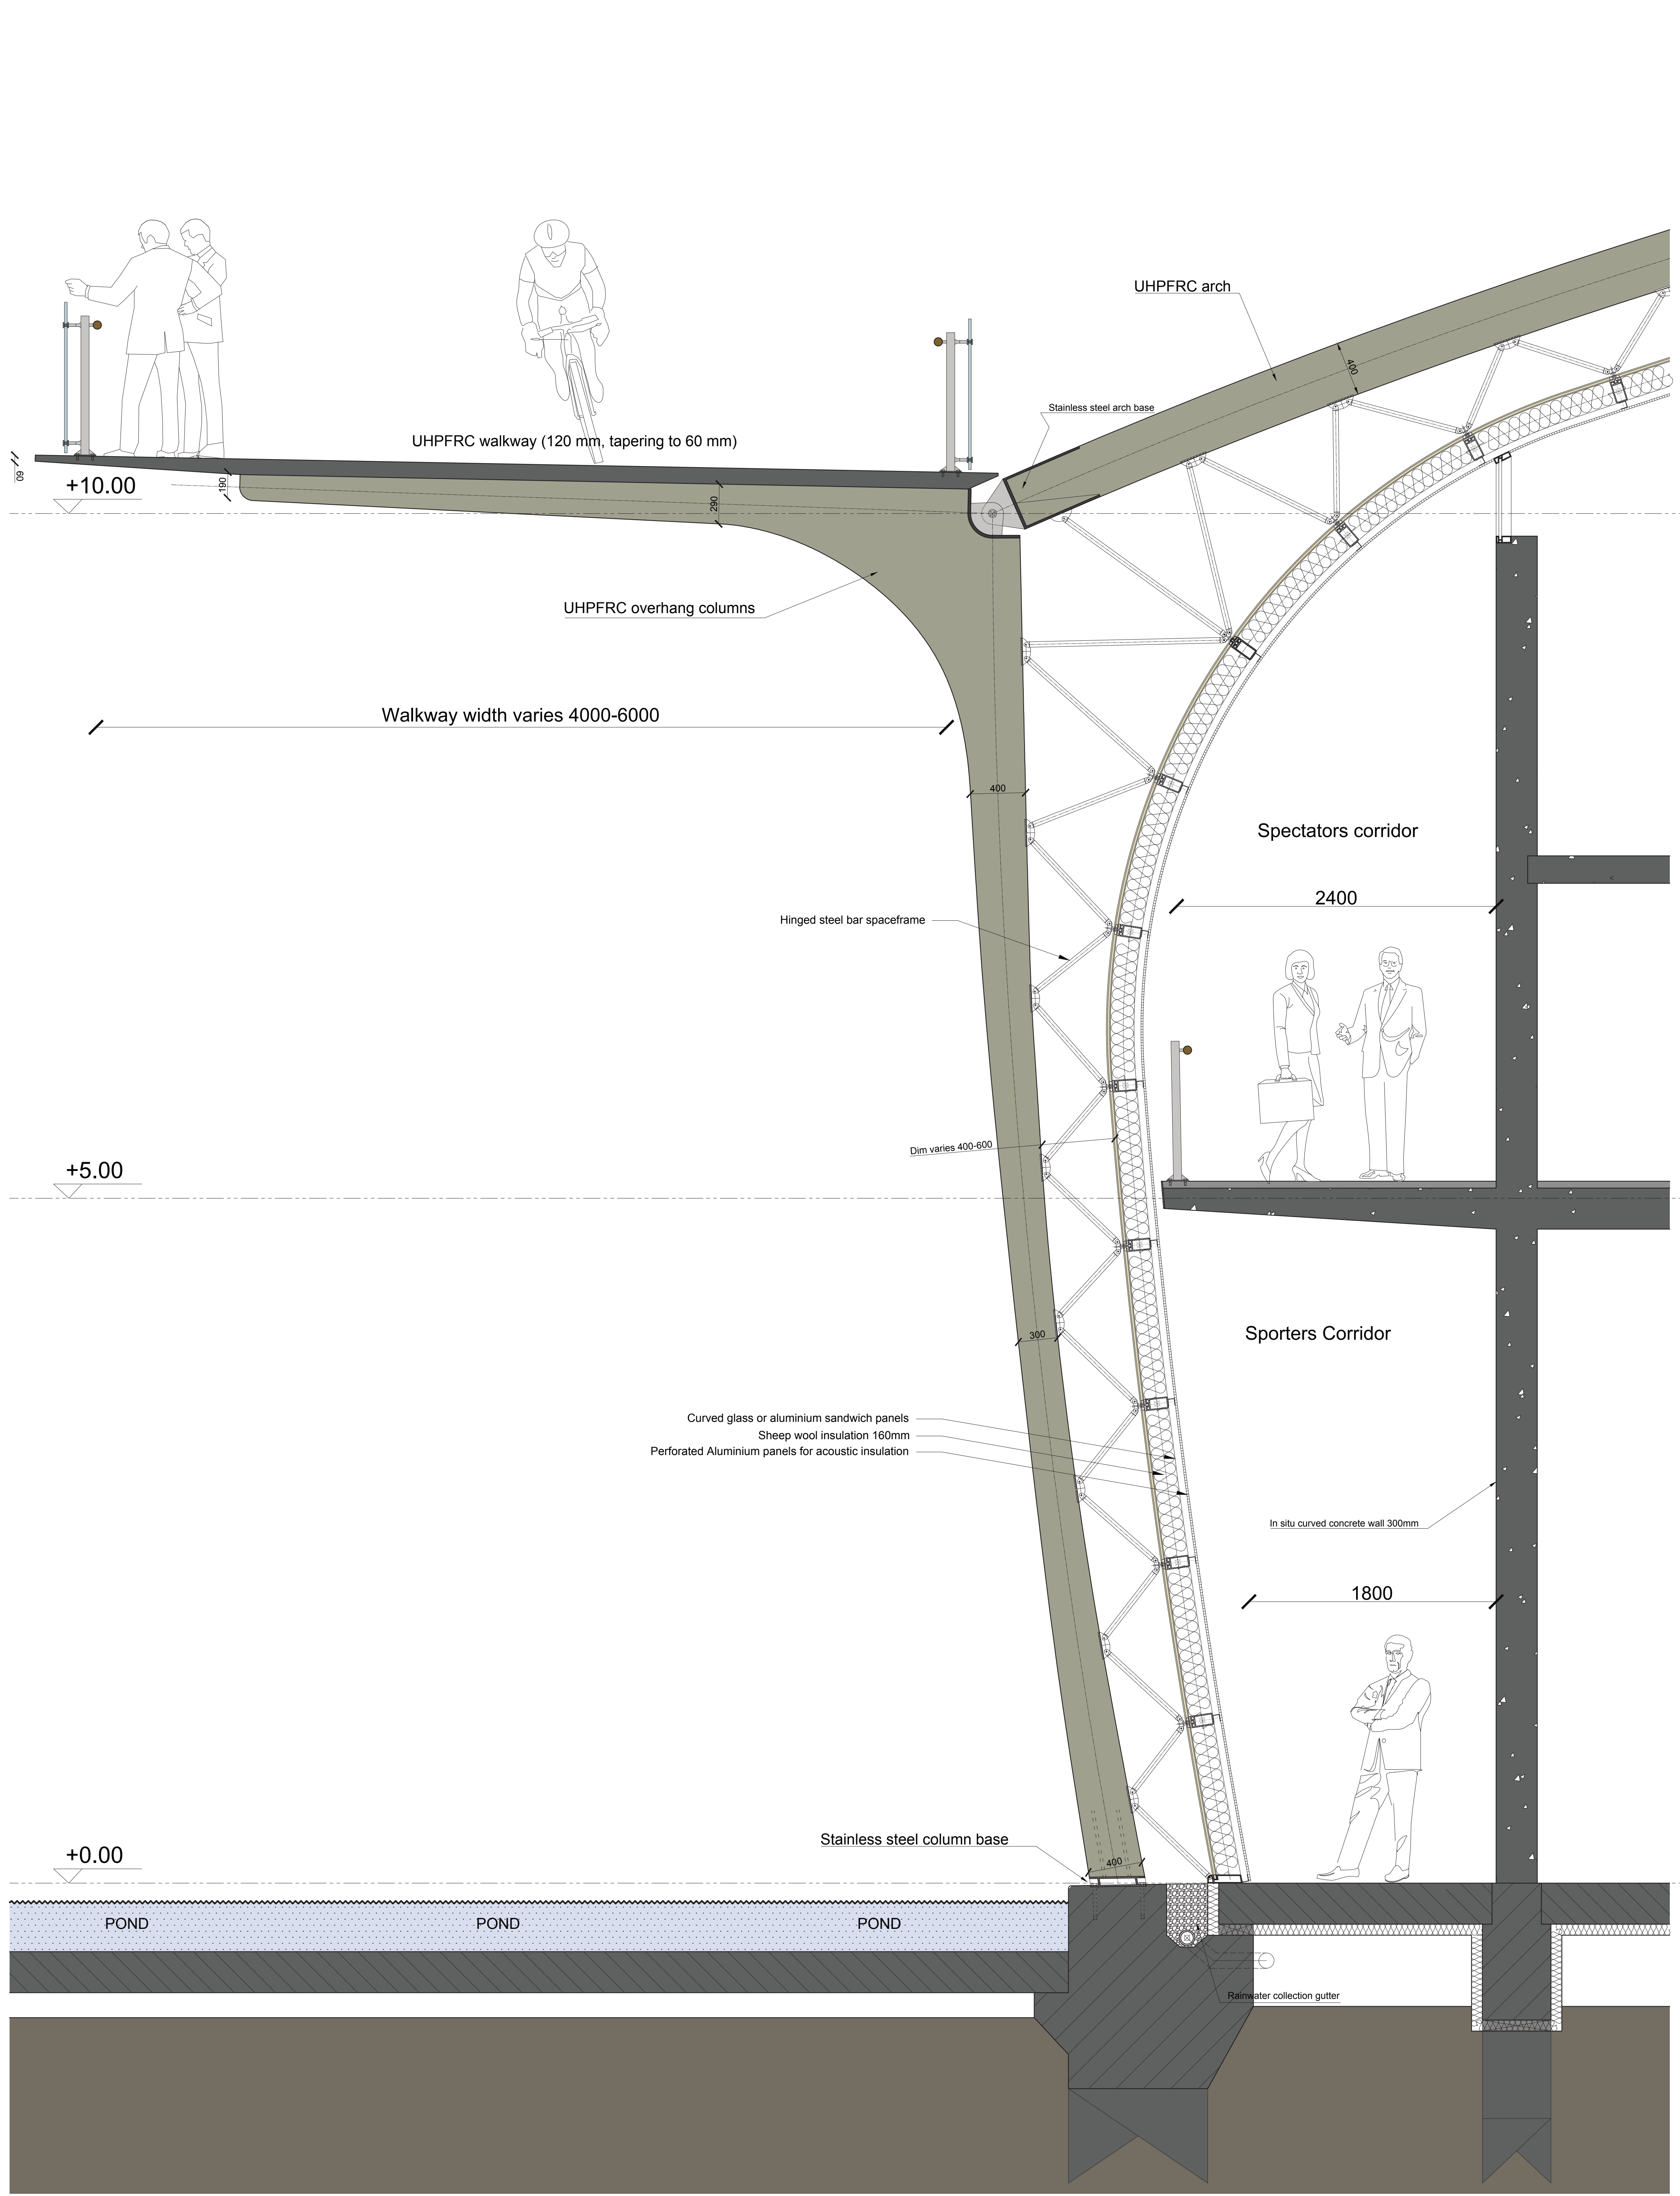 UHPFRC arch
400
Stainless steel arch base
UHPFRC walkway (120 mm, tapering to 60 mm)
60
+10.00
190
290
UHPFRC overhang columns
Walkway width varies 4000-6000
400
Spectators corridor
2400
Hinged steel bar spaceframe
Dim varies 400-600
+5.00
Sporters Corridor
300
Curved glass or aluminium sandwich panels
Sheep wool insulation 160mm
Perforated Aluminium panels for acoustic insulation
In situ curved concrete wall 300mm
1800
Stainless steel column base
+0.00
400
POND POND POND
Rainwater collection gutter